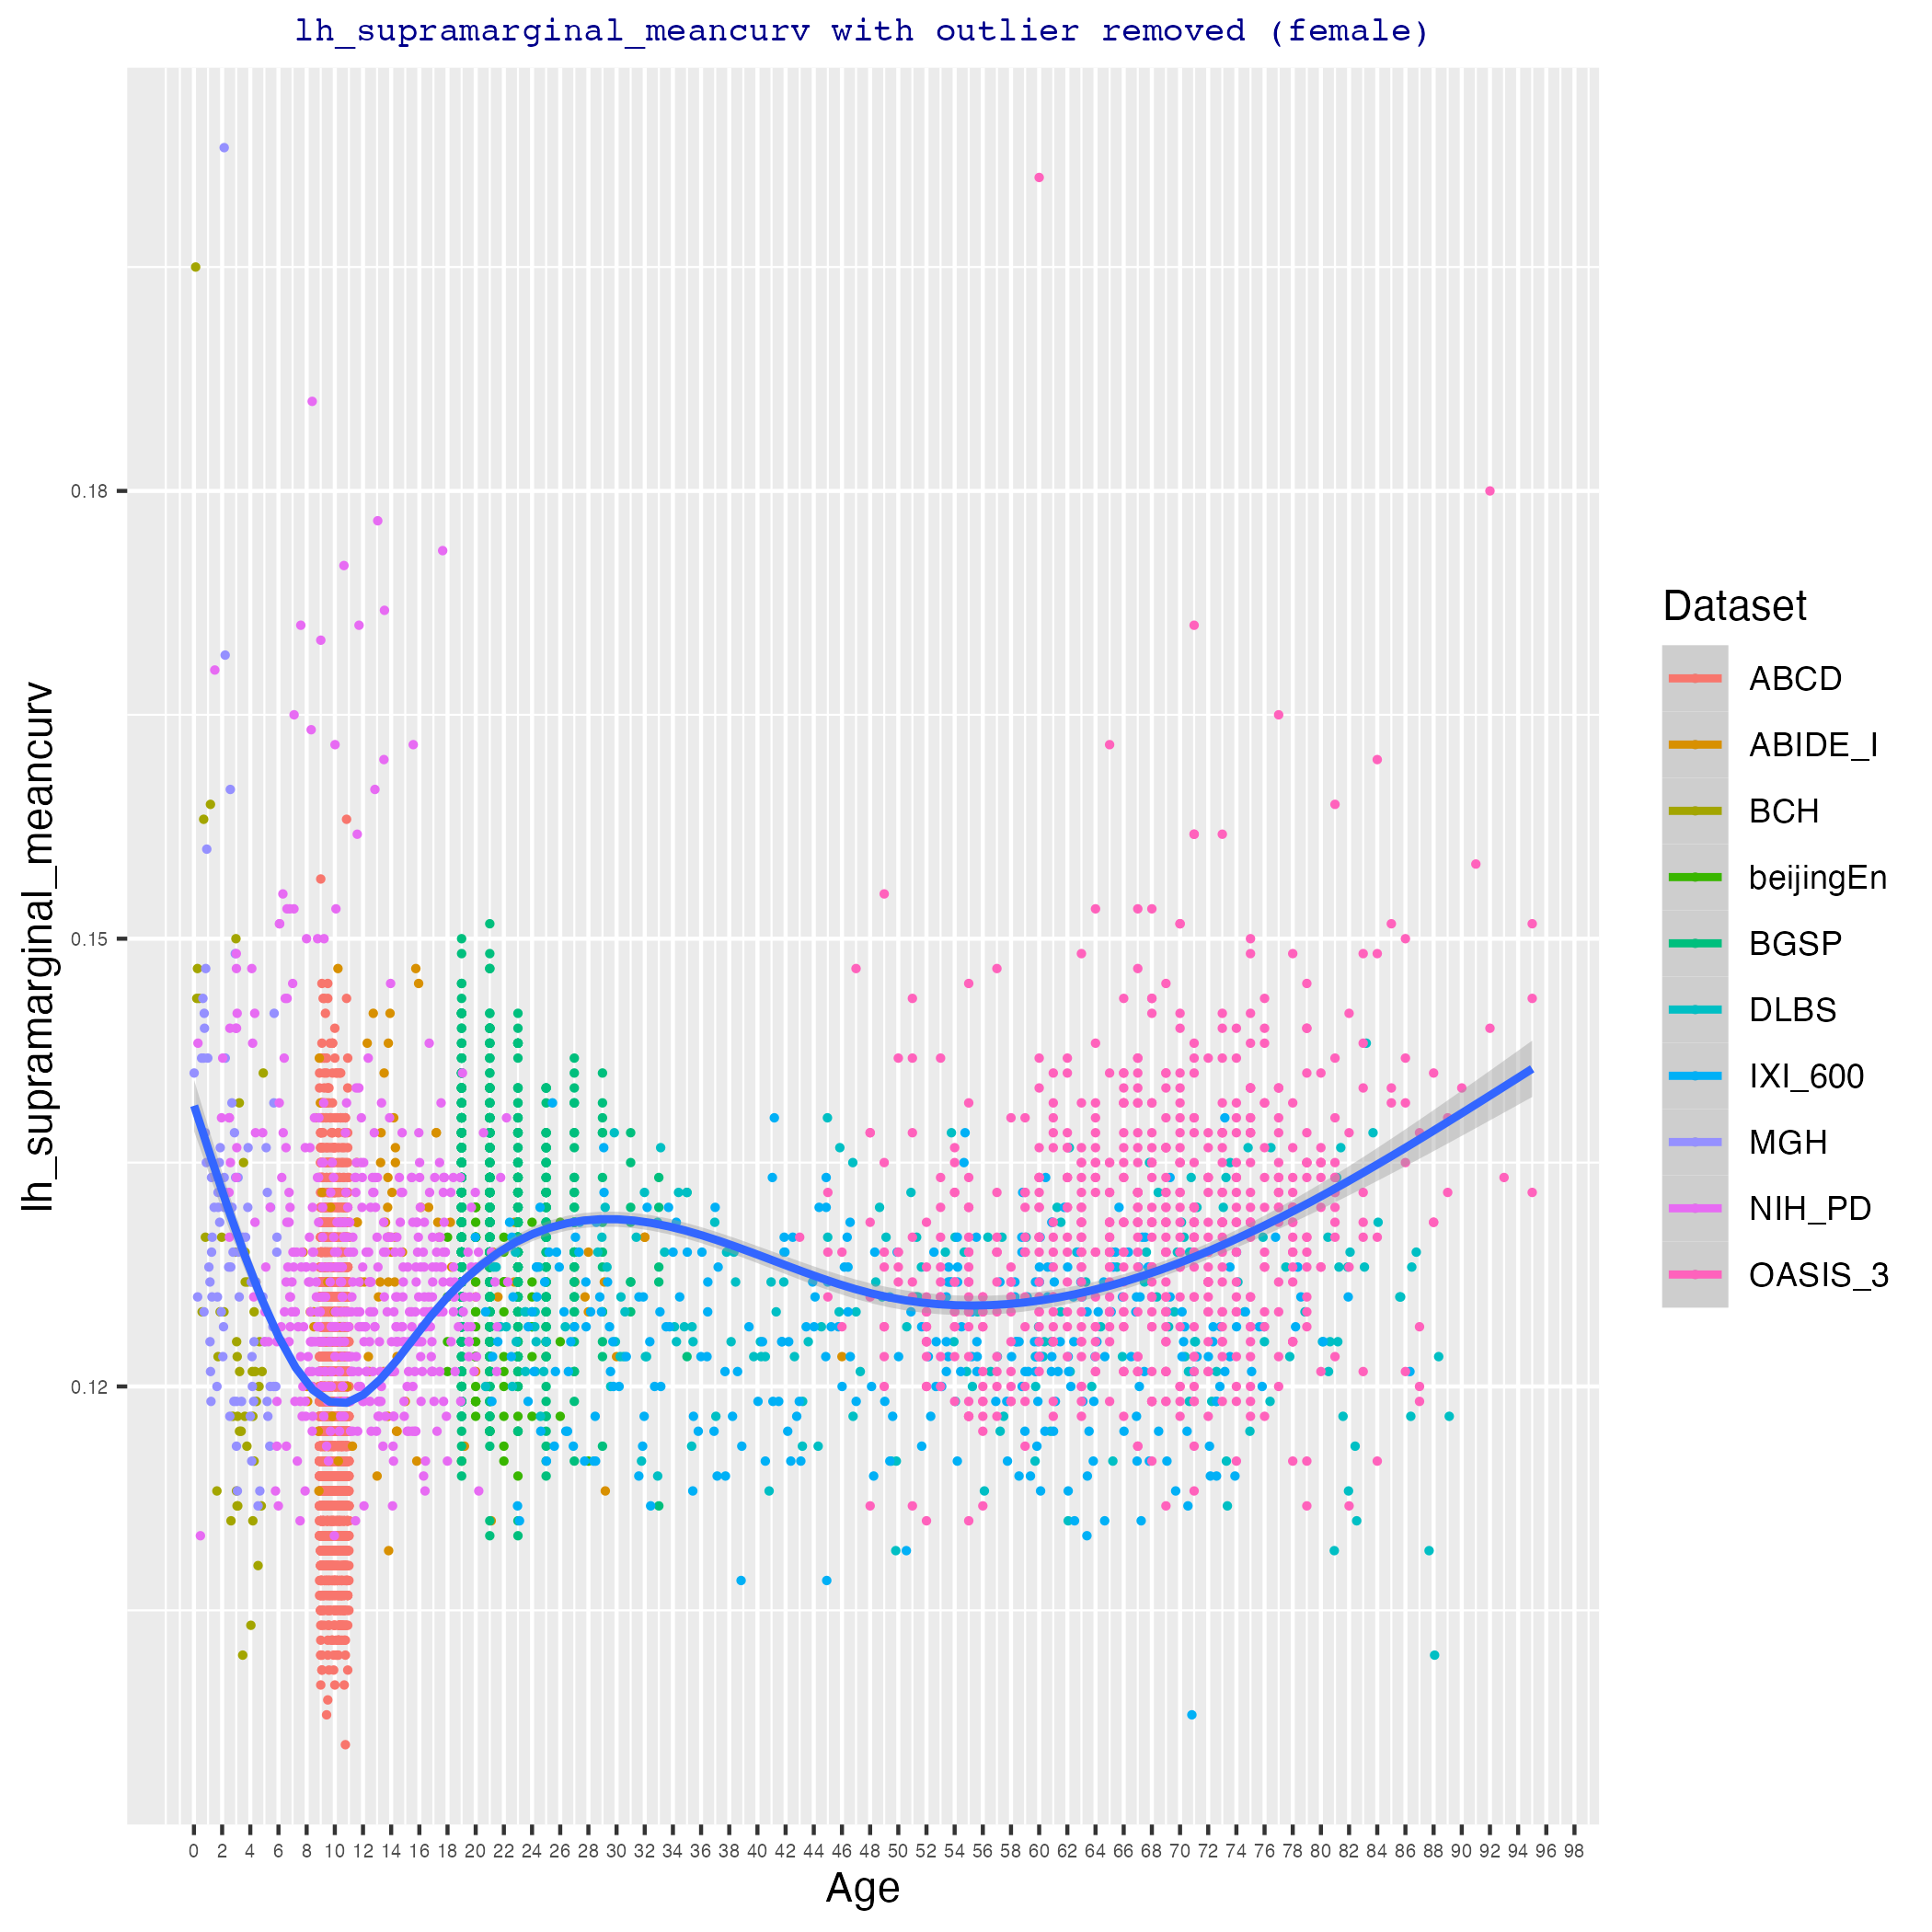 lh_supramarginal_meancurv with outlier removed (female)
lh_supramarginal_meancurv
0.18
0.15
0.12
0 2 4 6 8 10 12 14 16 18 20 22 24 26 28 30 32 34 36 38 40 42 44 46 48 50 52 54 56 58 60 62 64 66 68 70 72 74 76 78 80 82 84 86 88 90 92 94 96 98
Age
Dataset
ABCD
ABIDE_I
BCH
beijingEn
BGSP
DLBS
IXI_600
MGH
NIH_PD
OASIS_3